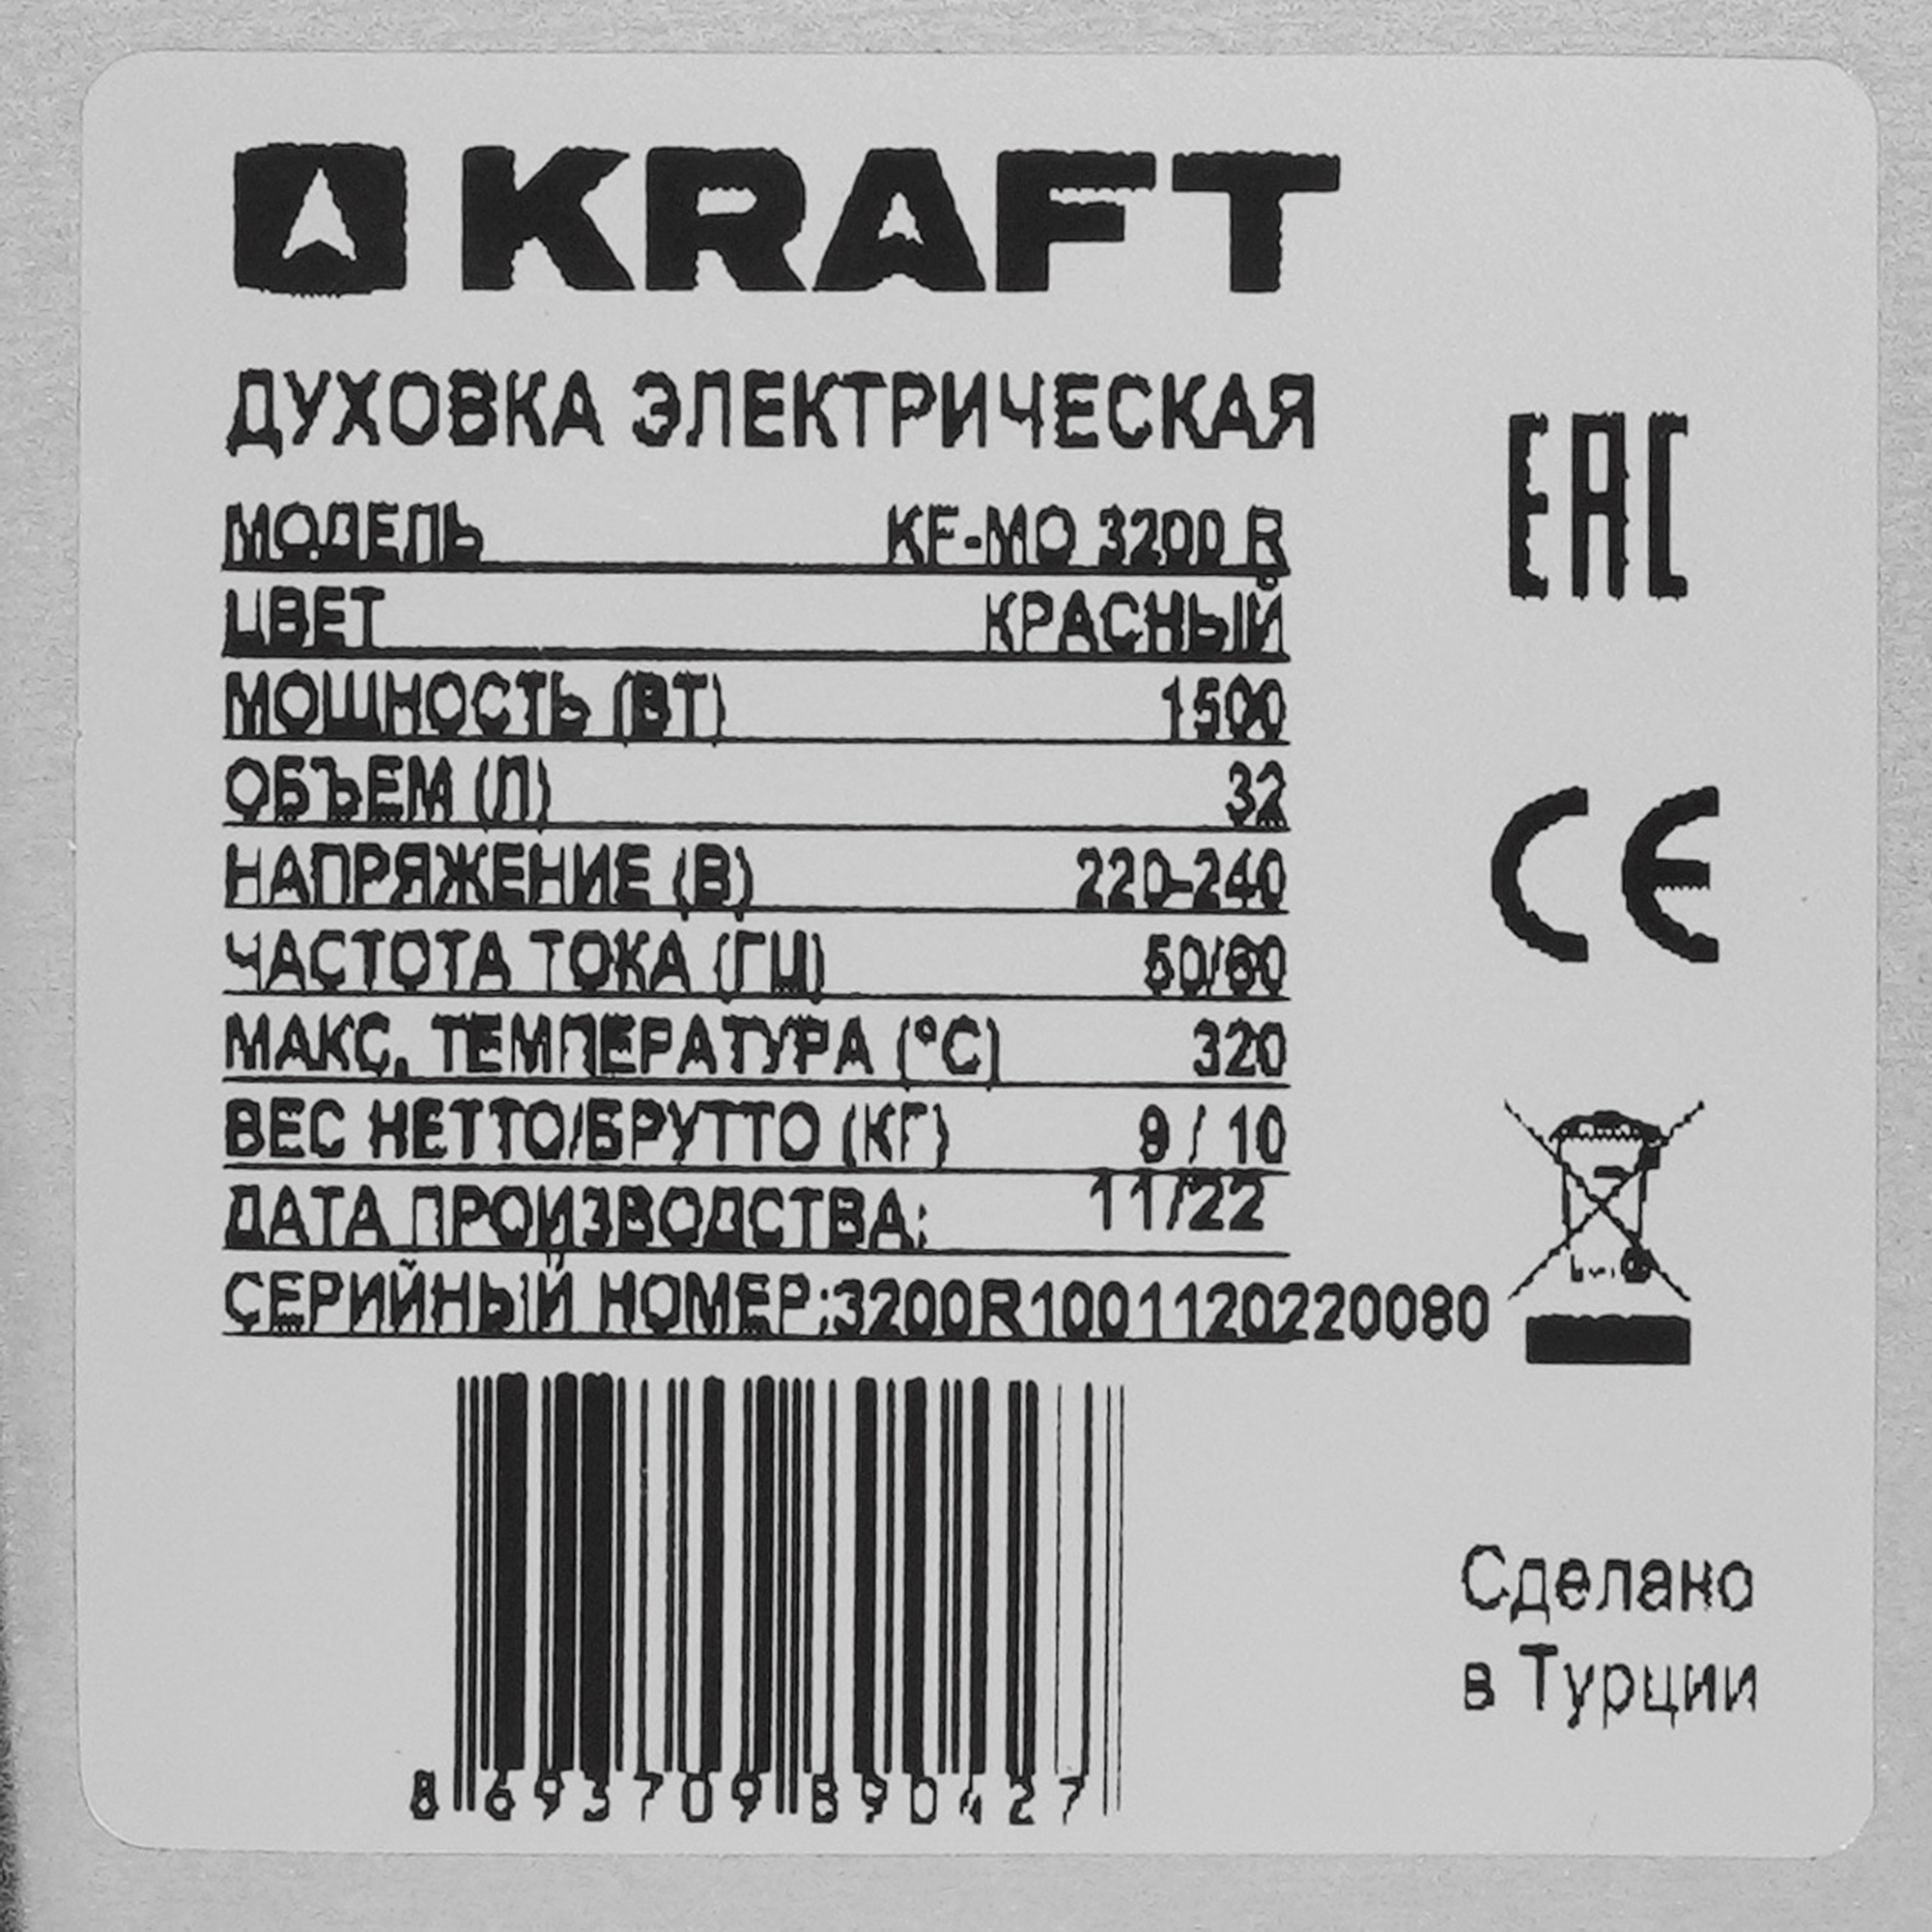 KRAFT
ДУХОВКА ЭЛЕКТРИЧЕСКАЯ
МОДЕЛЬ KF-MO 3200 R
ЦВЕТ КРАСНЫЙ
МОЩНОСТЬ (ВТ) 1500
ОБЪЕМ (Л) 32
НАПРЯЖЕНИЕ (В) 220-240
ЧАСТОТА ТОКА (ГЦ) 50/60
МАКС. ТЕМПЕРАТУРА (°С) 320
ВЕС НЕТТО/БРУТТО (КГ) 9 / 10
ДАТА ПРОИЗВОДСТВА: 11/22
СЕРИЙНЫЙ НОМЕР:3200R1001120220080
8 693709 890427
EAC
CE
Сделано
в Турции